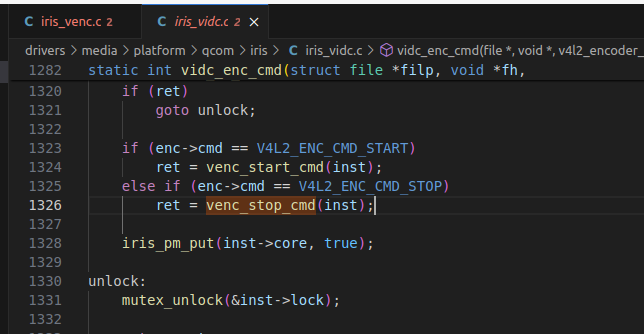 C iris_venc.c 2 C iris_vidc.c 2 ×
drivers > media > platform > qcom > iris > C iris_vidc.c > vidc_enc_cmd(file *, void *, v4l2_encoder_
1282 static int vidc_enc_cmd(struct file *filp, void *fh,
1320 if (ret)
1321 goto unlock;
1322
1323 if (enc->cmd == V4L2_ENC_CMD_START)
1324 ret = venc_start_cmd(inst);
1325 else if (enc->cmd == V4L2_ENC_CMD_STOP)
1326 ret = venc_stop_cmd(inst);
1327
1328 iris_pm_put(inst->core, true);
1329
1330 unlock:
1331 mutex_unlock(&inst->lock);
1332